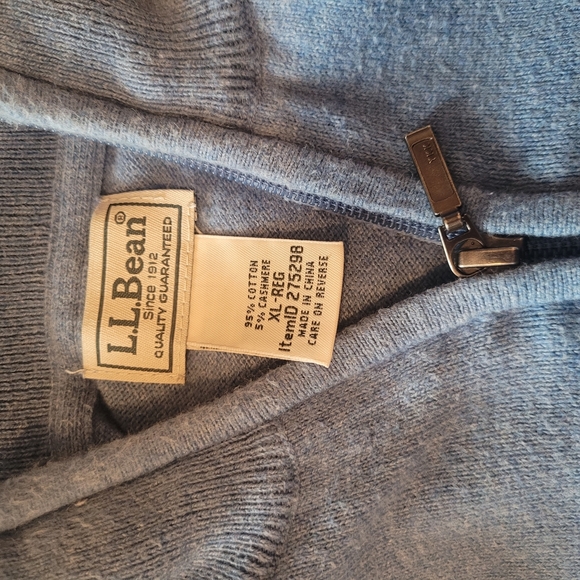 L.L.Bean®
Since 1912
QUALITY GUARANTEED
95% COTTON
5% CASHMERE
XL-REG
ItemID 275298
MADE IN CHINA
CARE ON REVERSE